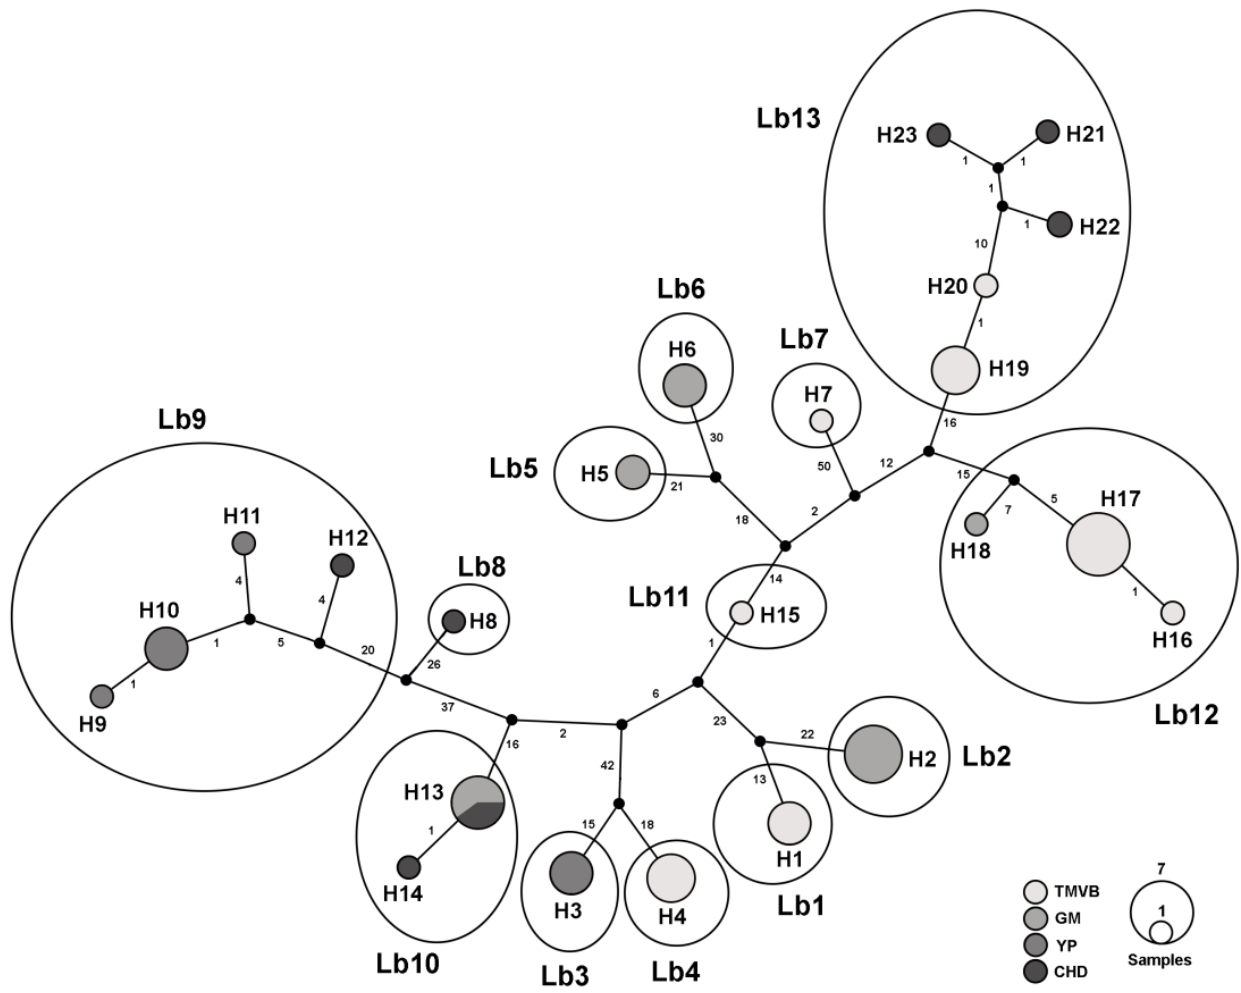 Lb13
H23
H21
1
1
1
H22
1
10
H20
1
H19
16
Lb6
H6
30
Lb7
H7
50
12
15
Lb5
H5
21
18
2
H17
5
7
H18
1
H16
Lb12
Lb9
H11
H12
4
4
H10
1
5
20
1
H9
Lb8
H8
26
37
Lb11
14
H15
1
6
23
2
16
42
22
H2
Lb2
13
H1
Lb1
H13
1
H14
Lb10
15
18
H3
H4
Lb3
Lb4
TMVB
GM
YP
CHD
7
1
Samples